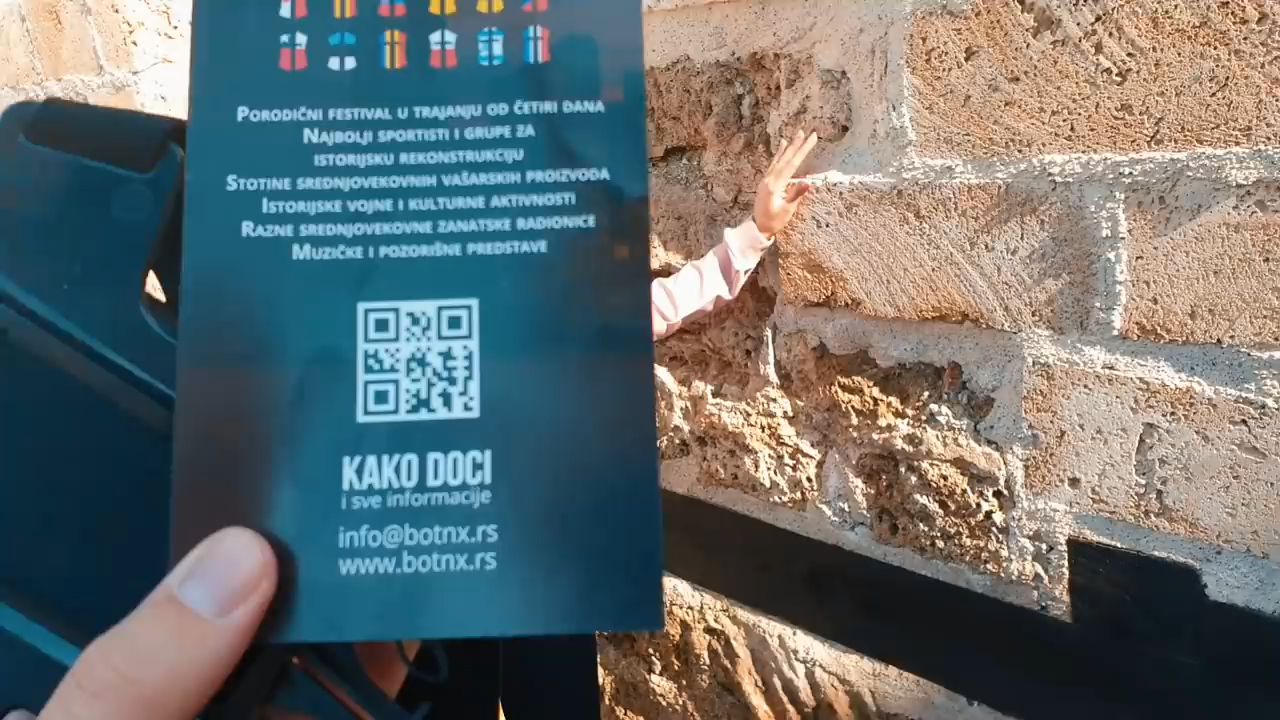 PORODIČNI FESTIVAL U TRAJANJU OD ČETIRI DANA
NAJBOLJI SPORTISTI I GRUPE ZA
ISTORIJSKU REKONSTRUKCIJU
STOTINE SREDNJOVEKOVNIH VAŠARSKIH PROIZVODA
ISTORIJSKE VOJNE I KULTURNE AKTIVNOSTI
RAZNE SREDNJOVEKOVNE ZANATSKE RADIONICE
MUZIČKE I POZORIŠNE PREDSTAVE
KAKO DOCI
i sve informacije
info@botnx.rs
www.botnx.rs